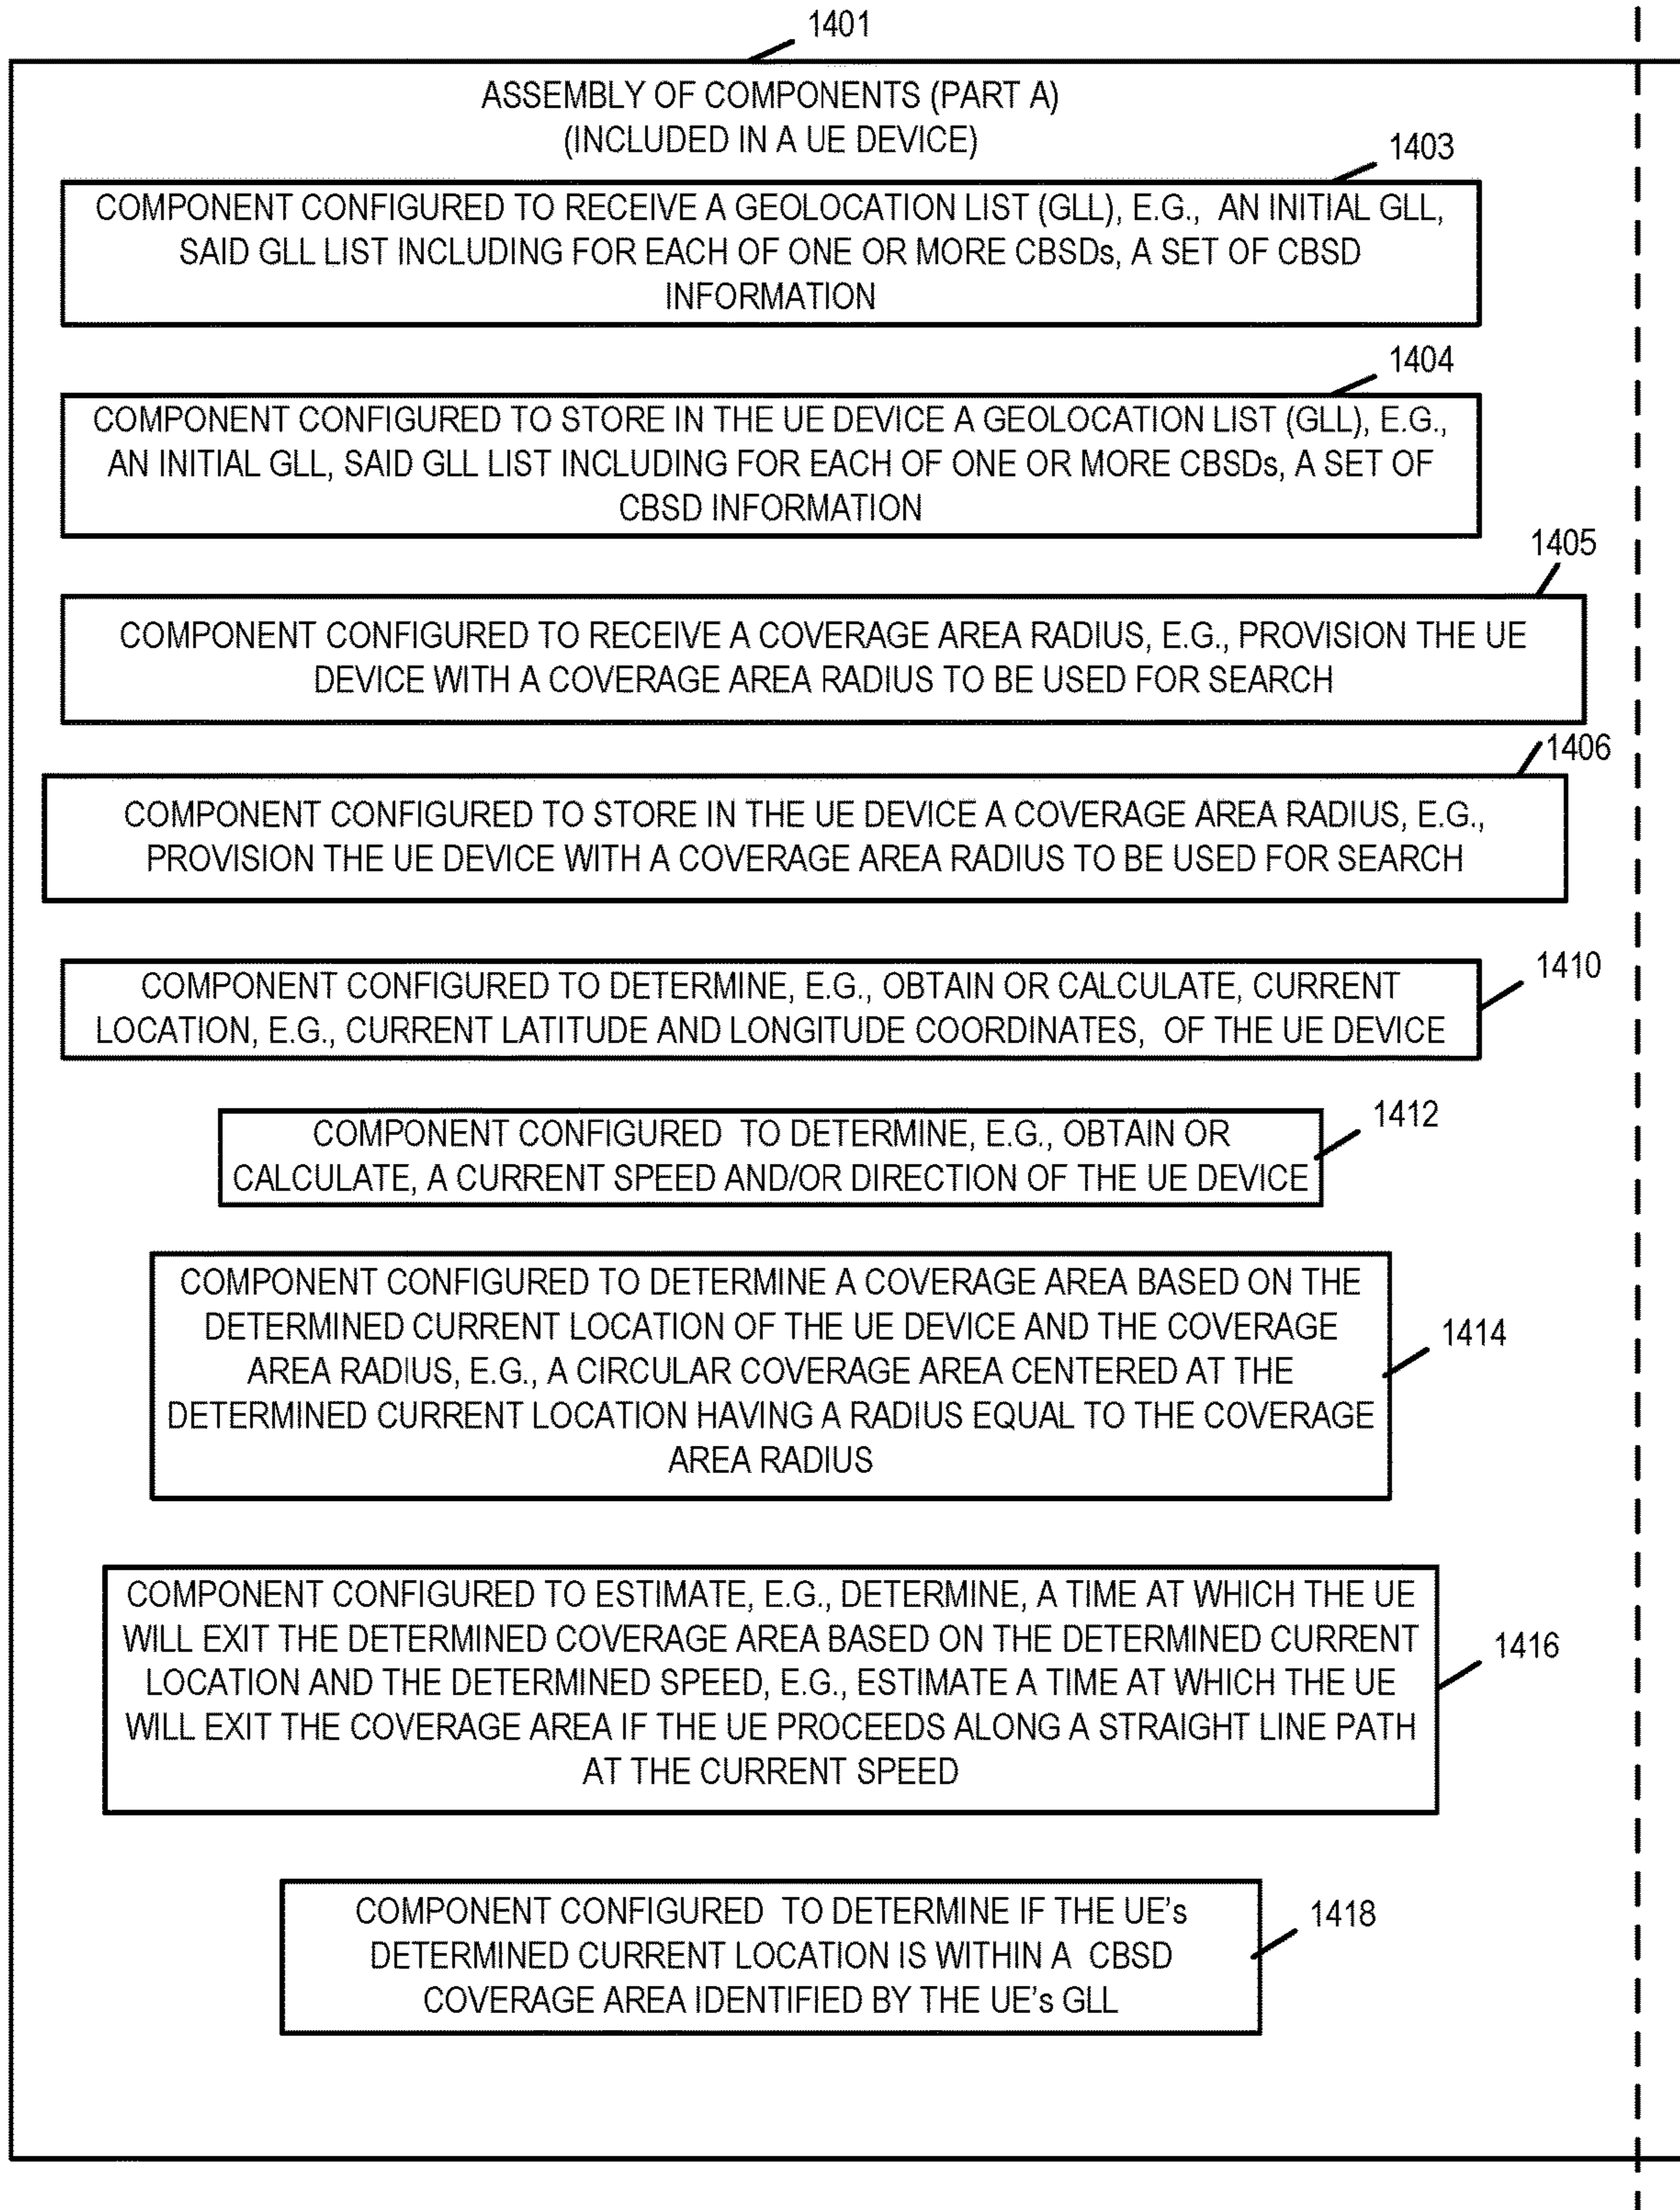 1401
ASSEMBLY OF COMPONENTS (PART A)
(INCLUDED IN A UE DEVICE)
1403
COMPONENT CONFIGURED TO RECEIVE A GEOLOCATION LIST (GLL), E.G., AN INITIAL GLL,
SAID GLL LIST INCLUDING FOR EACH OF ONE OR MORE CBSDs, A SET OF CBSD
INFORMATION
1404
COMPONENT CONFIGURED TO STORE IN THE UE DEVICE A GEOLOCATION LIST (GLL), E.G.,
AN INITIAL GLL, SAID GLL LIST INCLUDING FOR EACH OF ONE OR MORE CBSDs, A SET OF
CBSD INFORMATION
1405
COMPONENT CONFIGURED TO RECEIVE A COVERAGE AREA RADIUS, E.G., PROVISION THE UE
DEVICE WITH A COVERAGE AREA RADIUS TO BE USED FOR SEARCH
1406
COMPONENT CONFIGURED TO STORE IN THE UE DEVICE A COVERAGE AREA RADIUS, E.G.,
PROVISION THE UE DEVICE WITH A COVERAGE AREA RADIUS TO BE USED FOR SEARCH
1410
COMPONENT CONFIGURED TO DETERMINE, E.G., OBTAIN OR CALCULATE, CURRENT
LOCATION, E.G., CURRENT LATITUDE AND LONGITUDE COORDINATES, OF THE UE DEVICE
1412
COMPONENT CONFIGURED TO DETERMINE, E.G., OBTAIN OR
CALCULATE, A CURRENT SPEED AND/OR DIRECTION OF THE UE DEVICE
COMPONENT CONFIGURED TO DETERMINE A COVERAGE AREA BASED ON THE
DETERMINED CURRENT LOCATION OF THE UE DEVICE AND THE COVERAGE
AREA RADIUS, E.G., A CIRCULAR COVERAGE AREA CENTERED AT THE
DETERMINED CURRENT LOCATION HAVING A RADIUS EQUAL TO THE COVERAGE
AREA RADIUS
1414
COMPONENT CONFIGURED TO ESTIMATE, E.G., DETERMINE, A TIME AT WHICH THE UE
WILL EXIT THE DETERMINED COVERAGE AREA BASED ON THE DETERMINED CURRENT
LOCATION AND THE DETERMINED SPEED, E.G., ESTIMATE A TIME AT WHICH THE UE
WILL EXIT THE COVERAGE AREA IF THE UE PROCEEDS ALONG A STRAIGHT LINE PATH
AT THE CURRENT SPEED
1416
COMPONENT CONFIGURED TO DETERMINE IF THE UE's
DETERMINED CURRENT LOCATION IS WITHIN A CBSD
COVERAGE AREA IDENTIFIED BY THE UE's GLL
1418